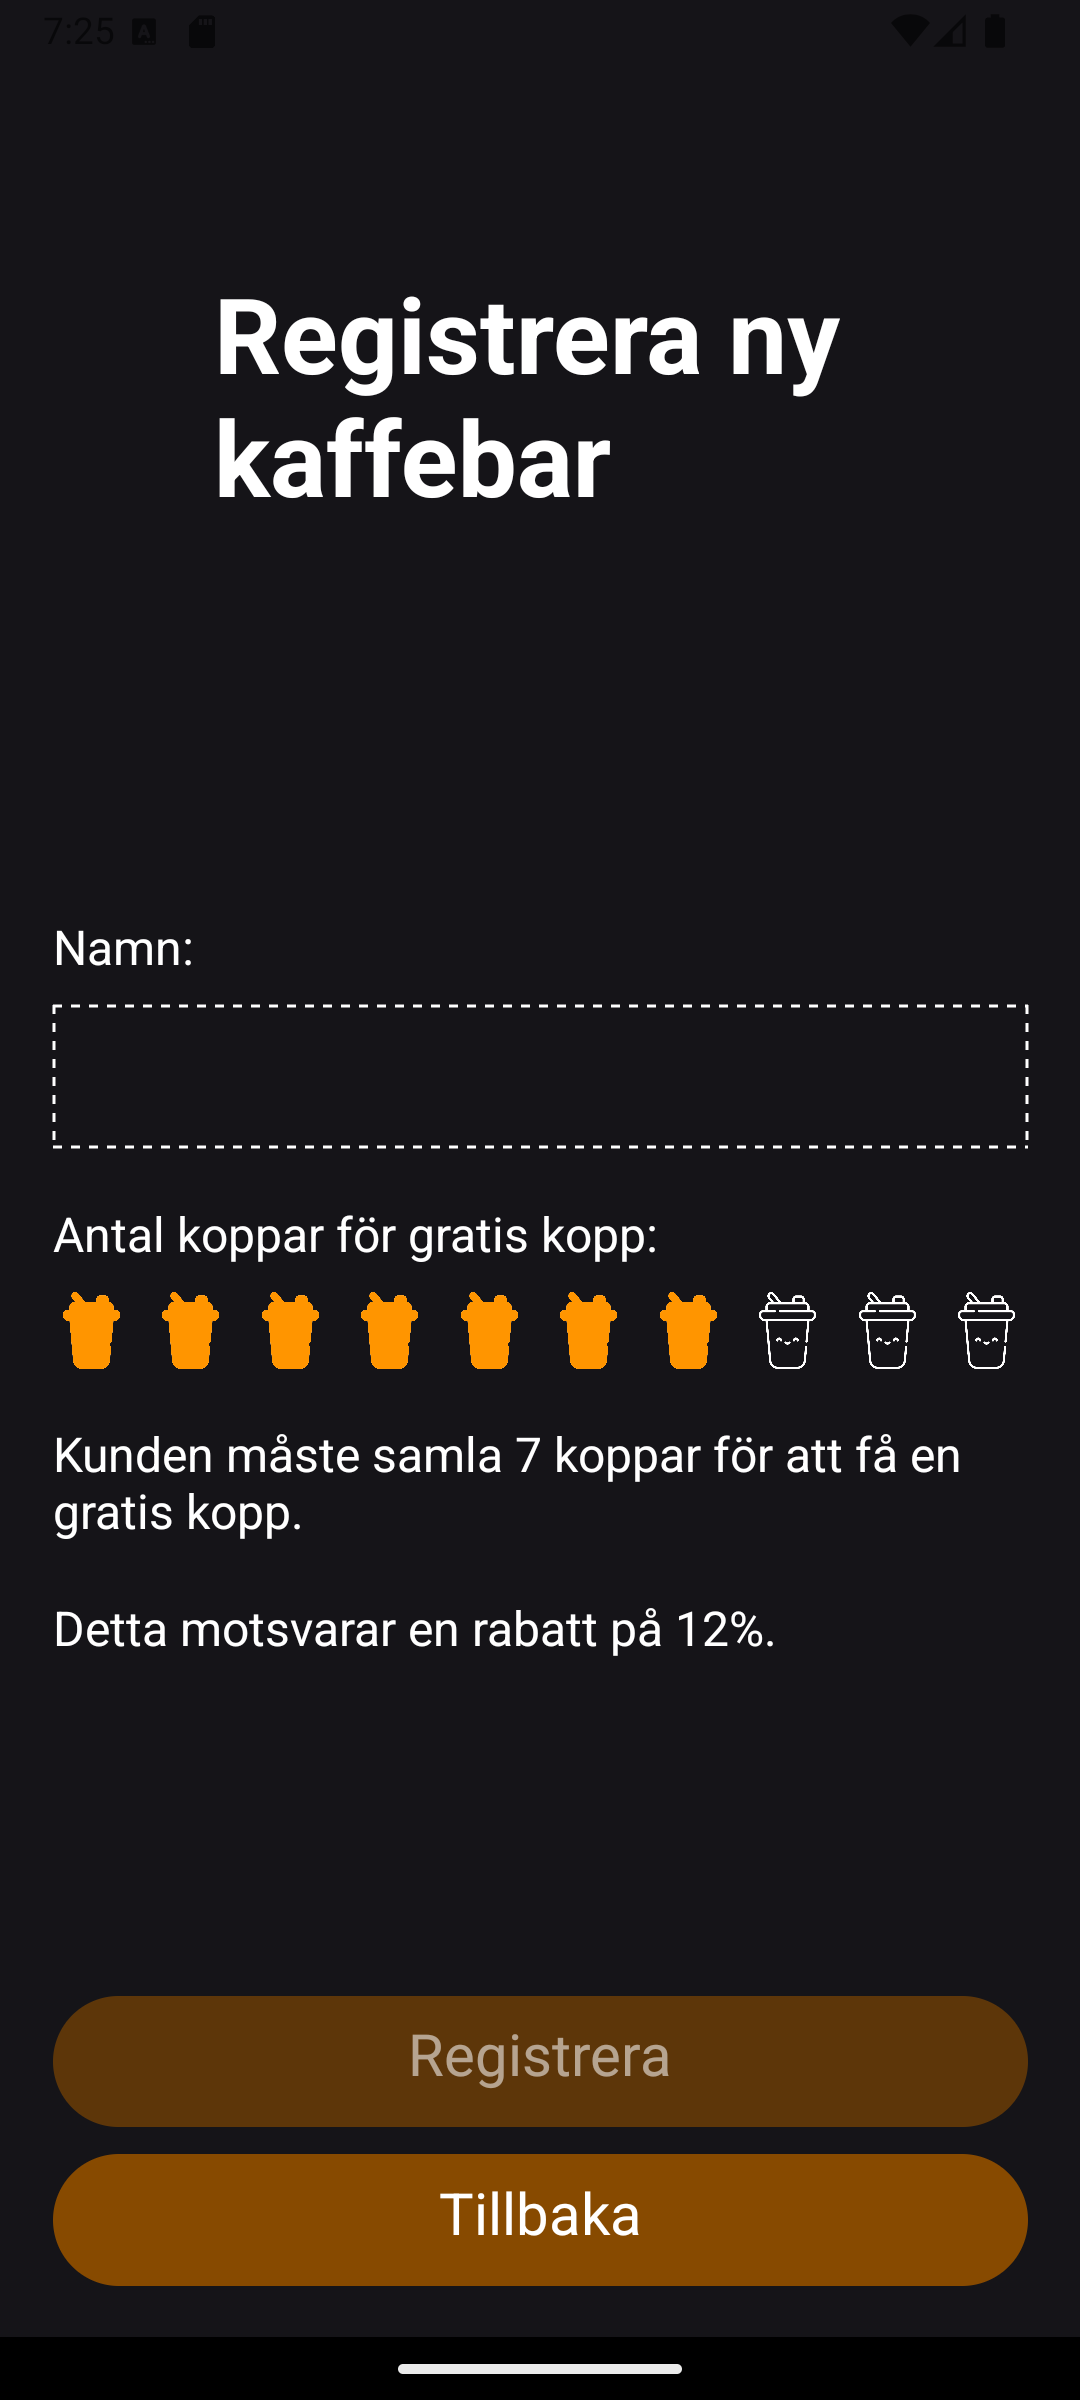 7:25
Registrera ny
kaffebar
Namn:
Antal koppar för gratis kopp:
Kunden måste samla 7 koppar för att få en
gratis kopp.
Detta motsvarar en rabatt på 12%.
Registrera
Tillbaka